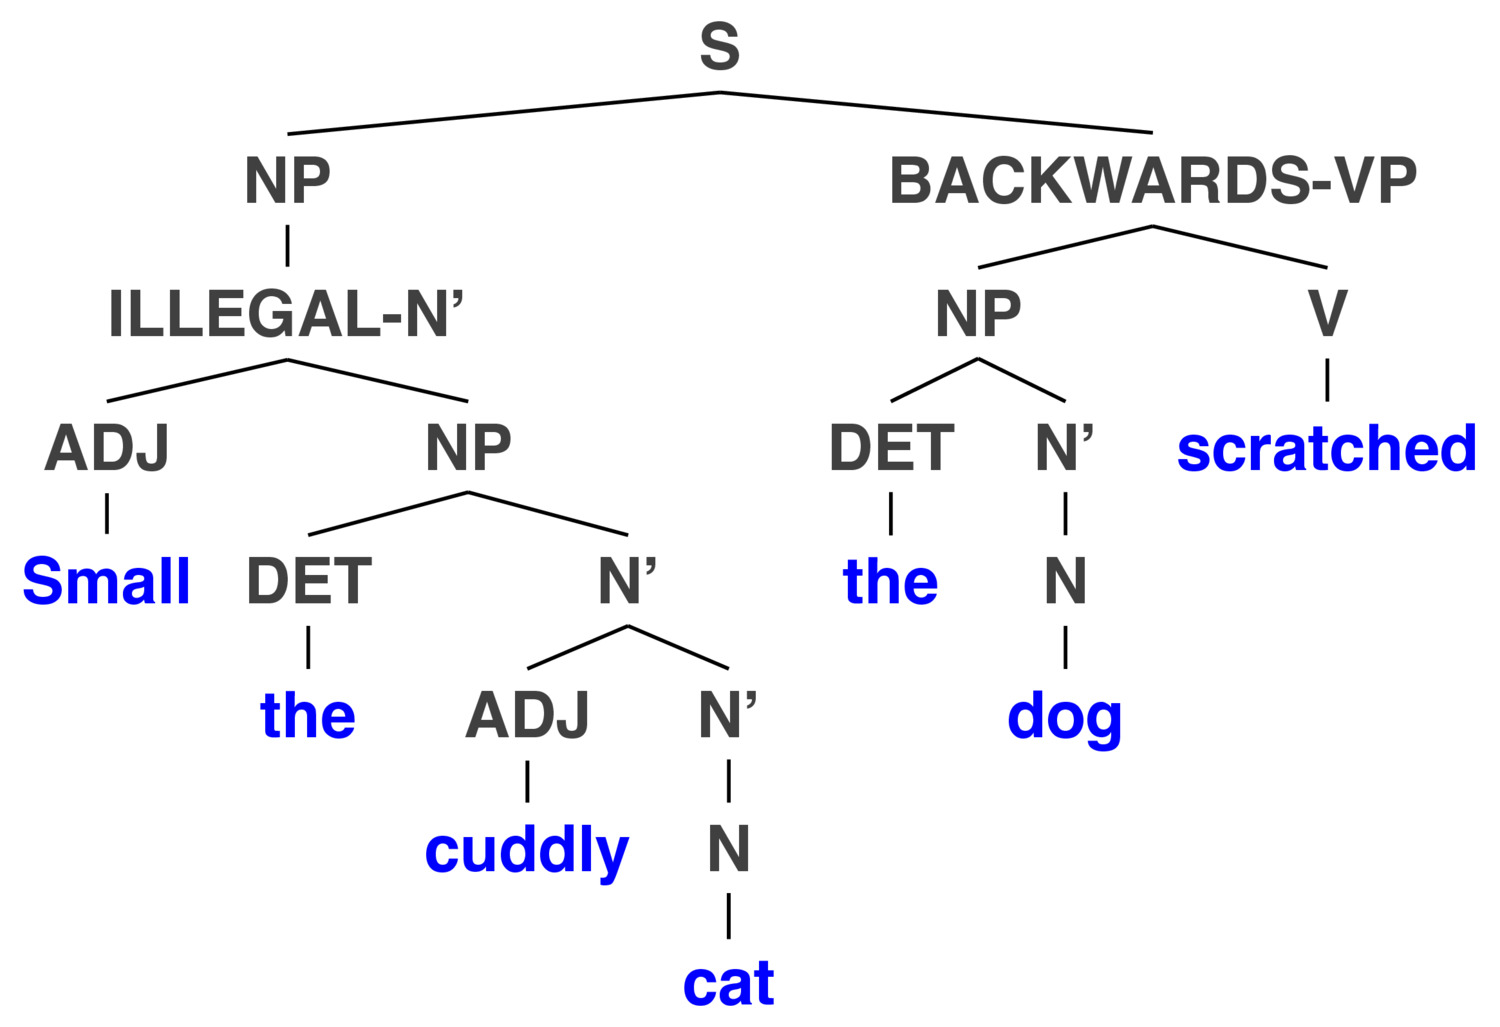 S
NP BACKWARDS-VP
ILLEGAL-N’ NP V
ADJ NP DET N’ scratched
Small DET N’ the N
the ADJ N’ dog
cuddly N
cat